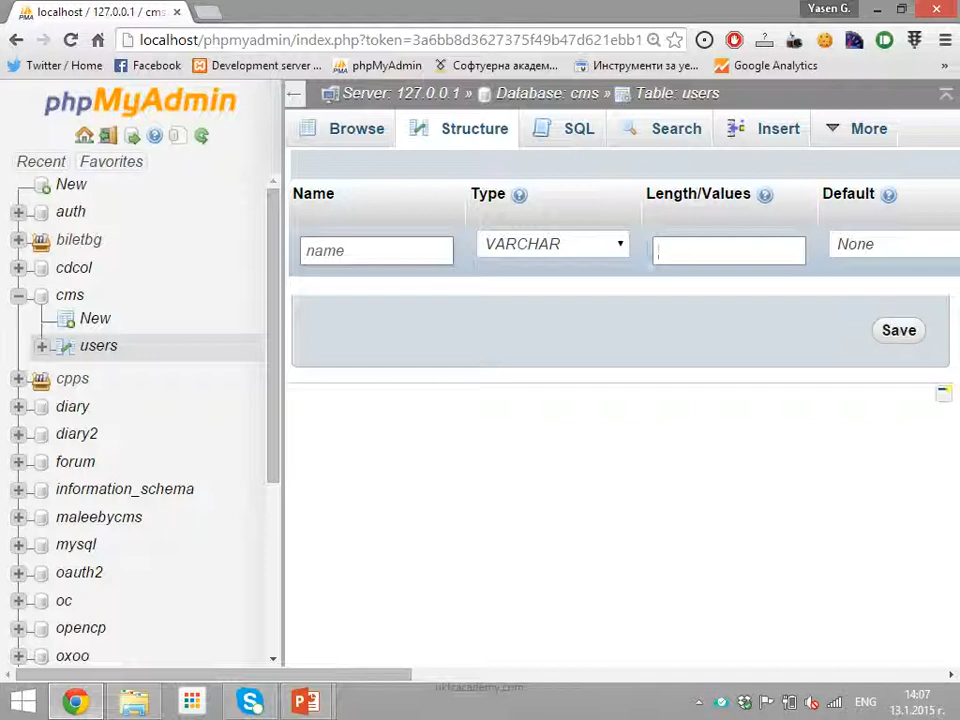 localhost / 127.0.0.1 / cms
Yasen G.
localhost/phpmyadmin/index.php?token=3a6bb8d3627375f49b47d621ebb1
Twitter / Home
Facebook
Development server ...
phpMyAdmin
Софтуерна академ...
Инструменти за уе...
Google Analytics
»
phpMyAdmin
Server: 127.0.0.1 » Database: cms » Table: users
Recent Favorites
Browse
Structure
SQL
Search
Insert
More
New
auth
biletbg
cdcol
cms
New
users
cpps
diary
diary2
forum
information_schema
maleebycms
mysql
oauth2
oc
opencp
oxoo
Name
Type
Length/Values
Default
name
VARCHAR
None
Save
ENG
14:07
13.1.2015 г.